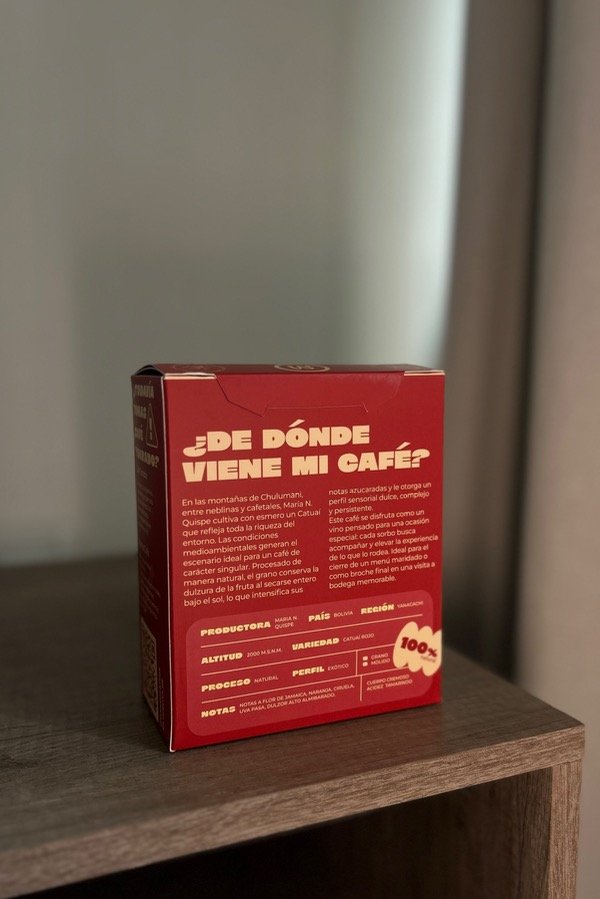 ¿TODAVÍA
TOMAS
CAFÉ
¿DE DÓNDE
VIENE MI CAFÉ?
En las montañas de Chulumani,
entre neblinas y cafetales, María N.
Quispe cultiva con esmero un Catuaí
que refleja toda la riqueza del
entorno. Las condiciones
medioambientales generan el
escenario ideal para un café de
carácter singular. Procesado de
manera natural, el grano conserva la
dulzura de la fruta al secarse entero
bajo el sol, lo que intensifica sus
notas azucaradas y le otorga un
perfil sensorial dulce, complejo
y persistente.
Este café se disfruta como un
vino pensado para una ocasión
especial: cada sorbo busca
acompañar y elevar la experiencia
de lo que lo rodea. Ideal para el
cierre de un menú maridado o
como broche final en una visita a
bodega memorable.
PRODUCTORA MARIA N. QUISPE PAÍS BOLIVIA REGIÓN YANACACHI
ALTITUD 2000 M.S.N.M. VARIEDAD CATUAÍ ROJO
GRANO
MOLIDO
100%
PROCESO NATURAL PERFIL EXÓTICO
CUERPO CREMOSO
ACIDEZ TAMARINDO
NOTAS NOTAS A FLOR DE JAMAICA, NARANJA, CIRUELA,
UVA PASA, DULZOR ALTO ALMIBARADO.